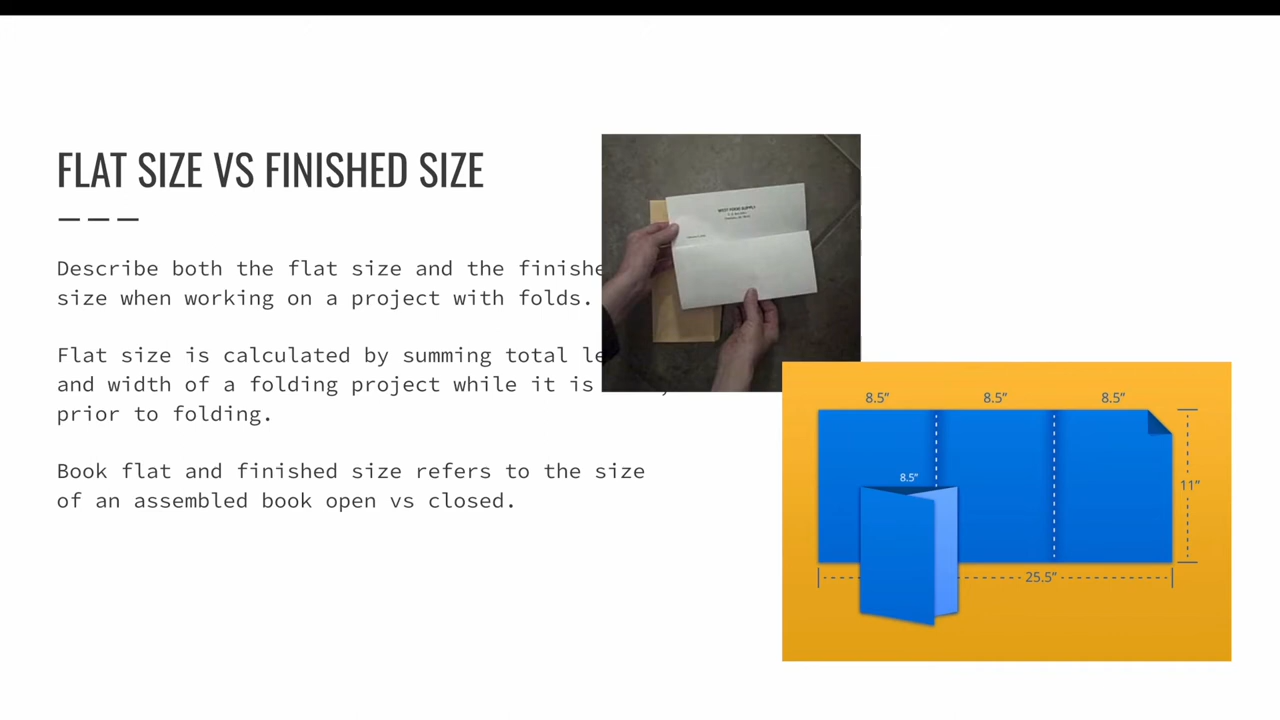 FLAT SIZE VS FINISHED SIZE
Describe both the flat size and the
size when working on a project with folds.
Flat size is calculated by summing total
and width of a folding project while it is
prior to folding.
Book flat and finished size refers to the size
of an assembled book open vs closed.
WEST FOOD SUPPLY
8.5” 8.5” 8.5”
8.5”
11”
25.5”